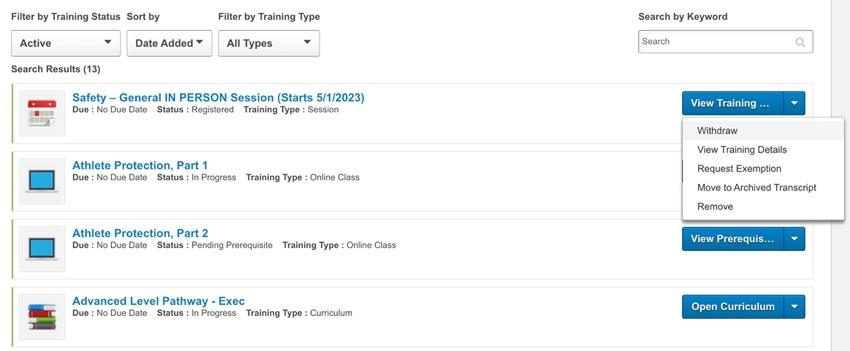 Filter by Training Status Sort by Filter by Training Type Search by Keyword
Active Date Added All Types Search
Search Results (13)
Safety – General IN PERSON Session (Starts 5/1/2023)
Due : No Due Date Status : Registered Training Type : Session
View Training ...
Withdraw
View Training Details
Request Exemption
Move to Archived Transcript
Remove
Athlete Protection, Part 1
Due : No Due Date Status : In Progress Training Type : Online Class
Athlete Protection, Part 2
Due : No Due Date Status : Pending Prerequisite Training Type : Online Class
View Prerequis...
Advanced Level Pathway - Exec
Due : No Due Date Status : In Progress Training Type : Curriculum
Open Curriculum